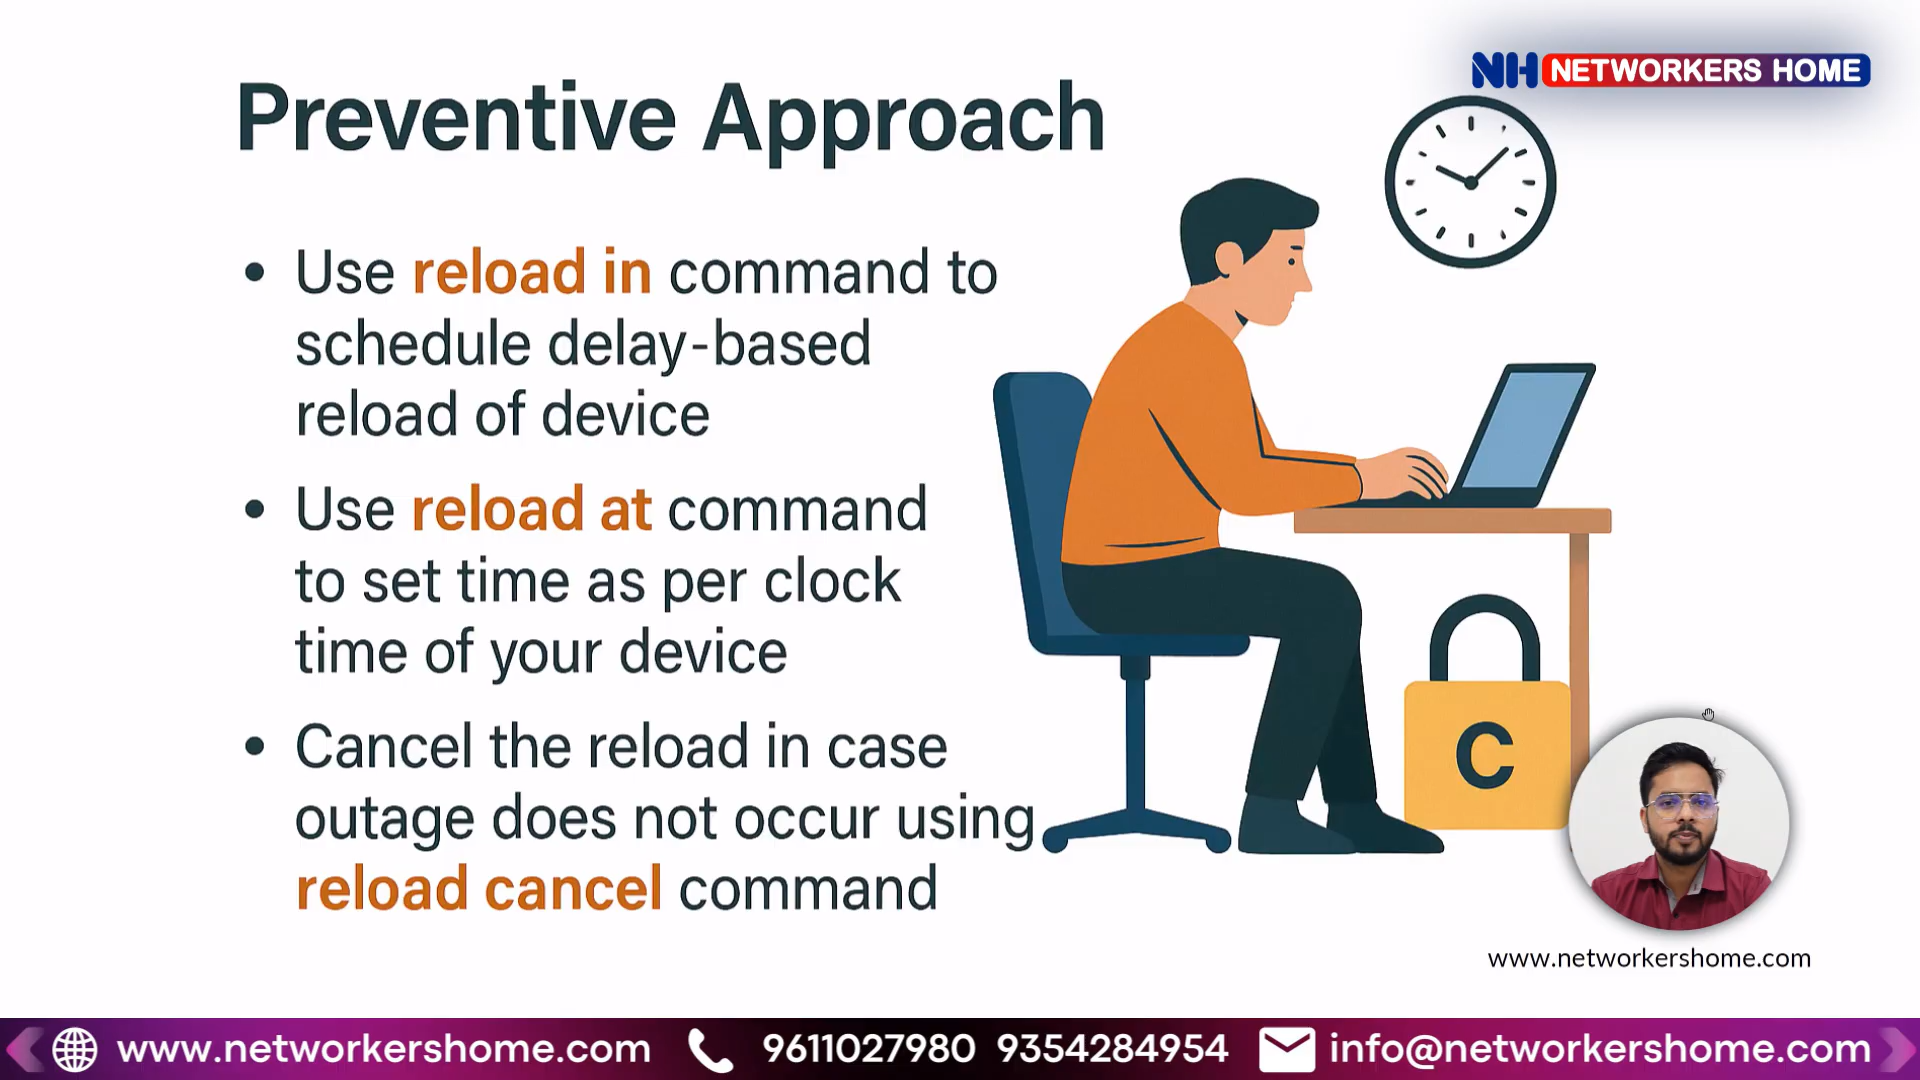 NH NETWORKERS HOME
Preventive Approach
• Use reload in command to
schedule delay-based
reload of device
• Use reload at command
to set time as per clock
time of your device
• Cancel the reload in case
outage does not occur using
reload cancel command
C
www.networkershome.com
www.networkershome.com 9611027980 9354284954 info@networkershome.com